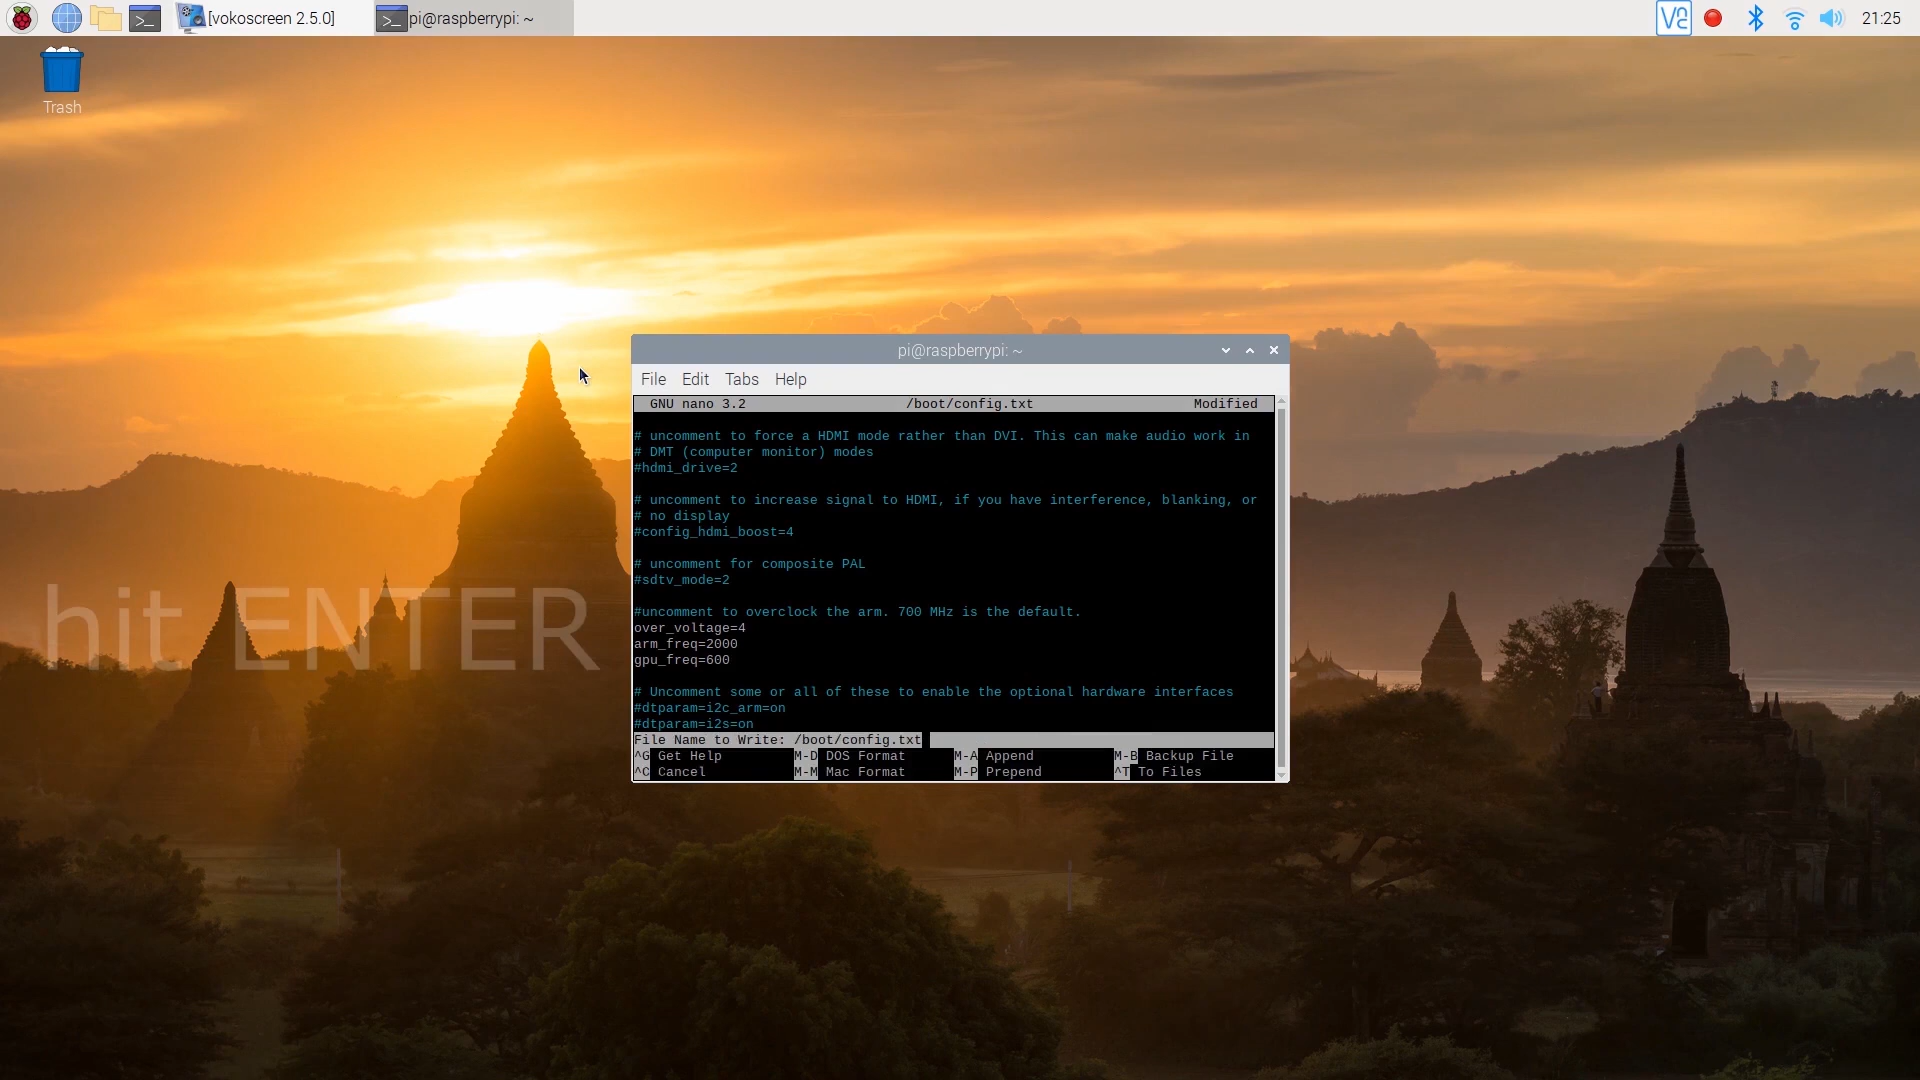 [vokoscreen 2.5.0]
pi@raspberrypi: ~
21:25
Trash
pi@raspberrypi: ~
File Edit Tabs Help
GNU nano 3.2 /boot/config.txt Modified
# uncomment to force a HDMI mode rather than DVI. This can make audio work in
# DMT (computer monitor) modes
#hdmi_drive=2
# uncomment to increase signal to HDMI, if you have interference, blanking, or
# no display
#config_hdmi_boost=4
# uncomment for composite PAL
#sdtv_mode=2
#uncomment to overclock the arm. 700 MHz is the default.
over_voltage=4
arm_freq=2000
gpu_freq=600
# Uncomment some or all of these to enable the optional hardware interfaces
#dtparam=i2c_arm=on
#dtparam=i2s=on
File Name to Write: /boot/config.txt
^G Get Help M-D DOS Format M-A Append M-B Backup File
^C Cancel M-M Mac Format M-P Prepend ^T To Files
hit ENTER